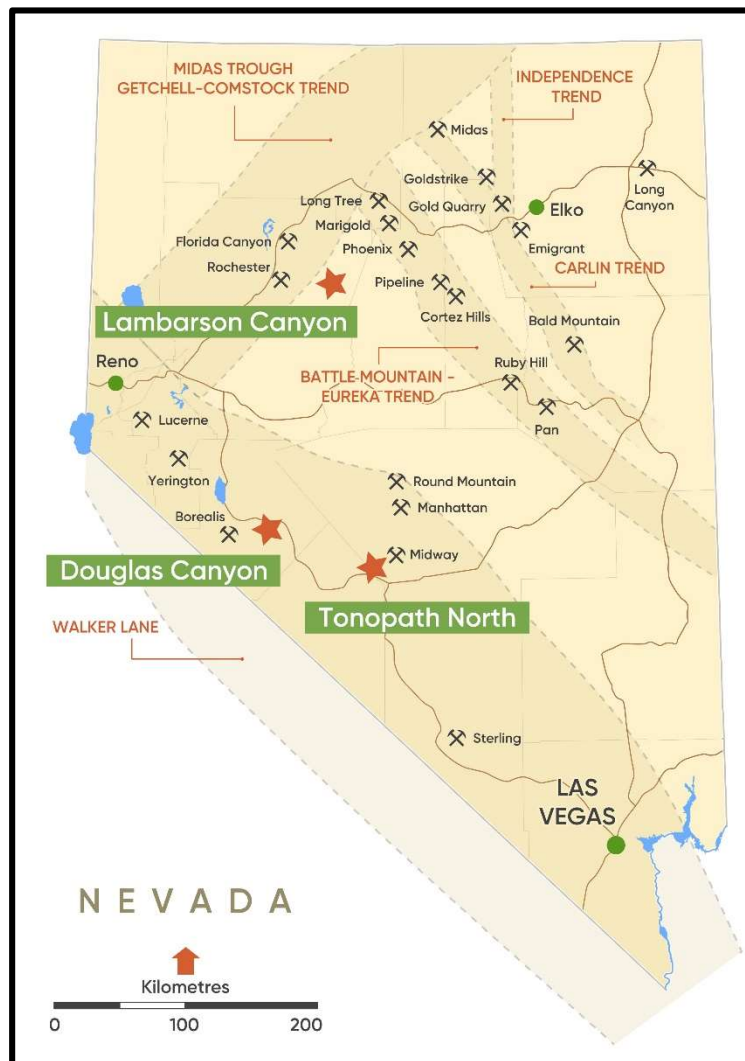 MIDAS TROUGH
GETCHELL-COMSTOCK TREND
INDEPENDENCE
TREND
Midas
Goldstrike
Long
Canyon
Long Tree
Gold Quarry
Elko
Marigold
Emigrant
Florida Canyon
Phoenix
Rochester
Pipeline
CARLIN TREND
Cortez Hills
Lambarson Canyon
Bald Mountain
Reno
Ruby Hill
BATTLE MOUNTAIN -
EUREKA TREND
Pan
Lucerne
Yerington
Round Mountain
Manhattan
Borealis
Midway
Douglas Canyon
Tonopath North
WALKER LANE
Sterling
LAS
VEGAS
NEVADA
Kilometres
0 100 200